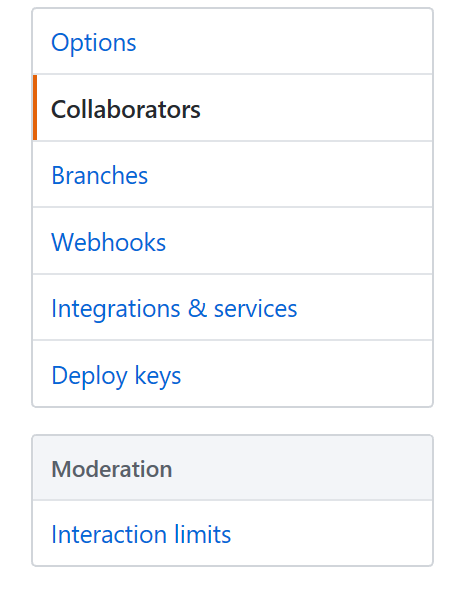 Options
Collaborators
Branches
Webhooks
Integrations & services
Deploy keys
Moderation
Interaction limits